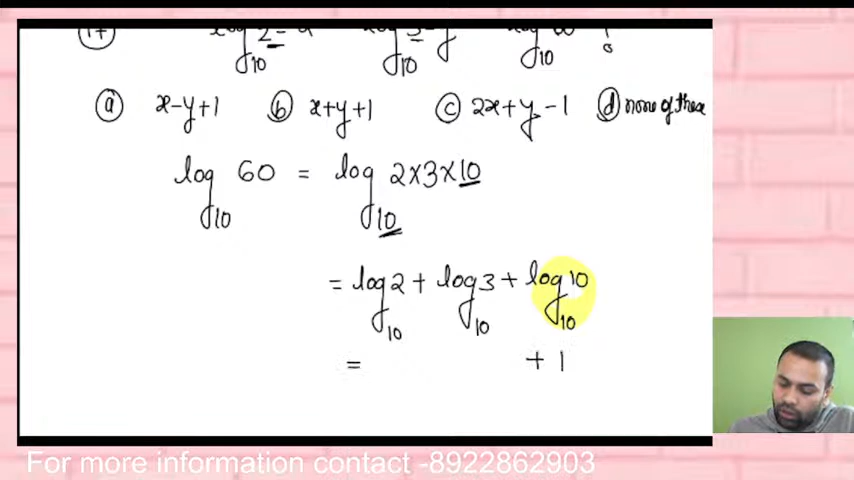 (a) x-y+1 (b) x+y+1 (c) 2x+y-1 (d) none of these
log₁₀ 60 = log₁₀ 2×3×10
= log₁₀ 2 + log₁₀ 3 + log₁₀ 10
= + 1
For more information contact -8922862903